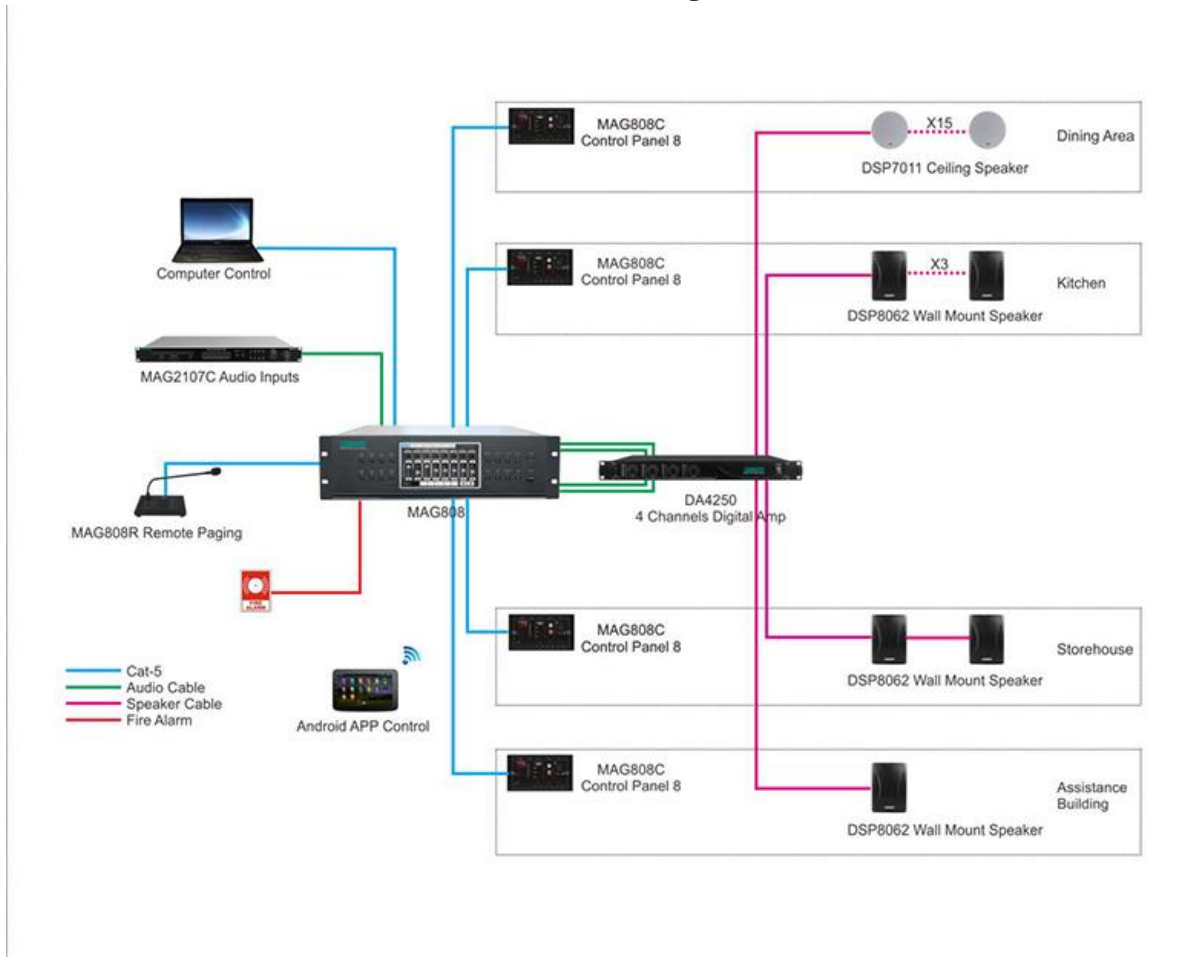 MAG808C
Control Panel 8
X15
DSP7011 Ceiling Speaker
Dining Area
Computer Control
MAG808C
Control Panel 8
X3
DSP8062 Wall Mount Speaker
Kitchen
MAG2107C Audio Inputs
MAG808
DA4250
4 Channels Digital Amp
MAG808R Remote Paging
FIRE
ALARM
MAG808C
Control Panel 8
DSP8062 Wall Mount Speaker
Storehouse
Cat-5
Audio Cable
Speaker Cable
Fire Alarm
Android APP Control
MAG808C
Control Panel 8
DSP8062 Wall Mount Speaker
Assistance
Building